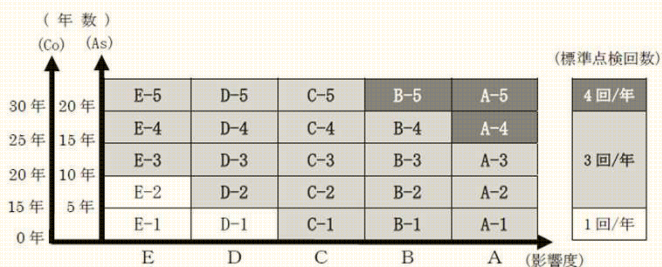 (年数)
(Co) (As)
(標準点検回数)
30年 20年 E-5 D-5 C-5 B-5 A-5 4回/年
25年 15年 E-4 D-4 C-4 B-4 A-4
20年 10年 E-3 D-3 C-3 B-3 A-3 3回/年
15年 5年 E-2 D-2 C-2 B-2 A-2
0年 E-1 D-1 C-1 B-1 A-1 1回/年
E D C B A (影響度)